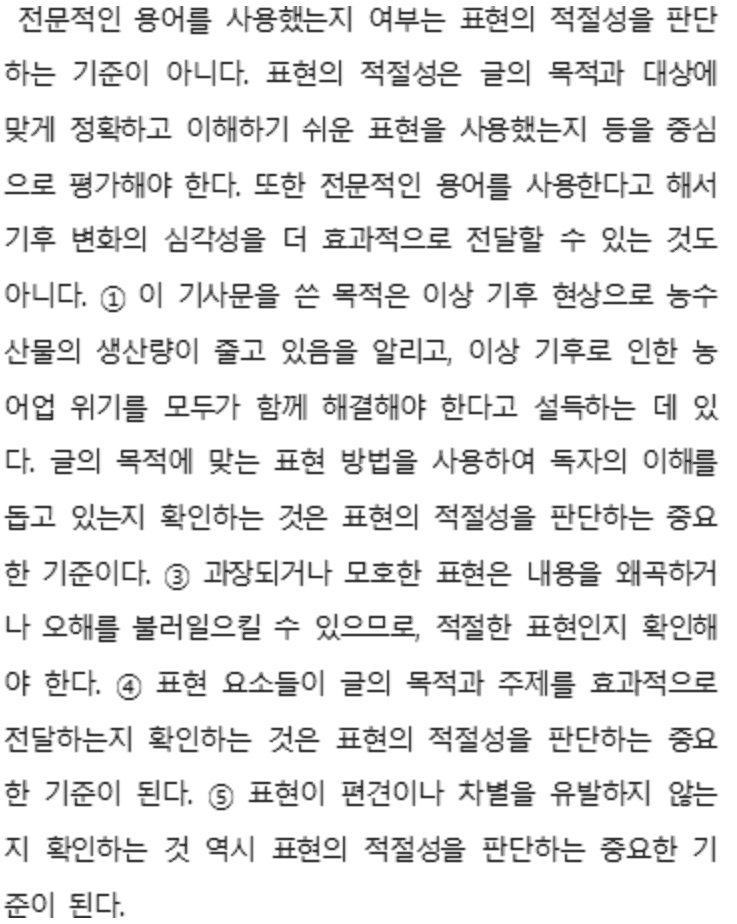 전문적인 용어를 사용했는지 여부는 표현의 적절성을 판단
하는 기준이 아니다. 표현의 적절성은 글의 목적과 대상에
맞게 정확하고 이해하기 쉬운 표현을 사용했는지 등을 중심
으로 평가해야 한다. 또한 전문적인 용어를 사용한다고 해서
기후 변화의 심각성을 더 효과적으로 전달할 수 있는 것도
아니다. ① 이 기사문을 쓴 목적은 이상 기후 현상으로 농수
산물의 생산량이 줄고 있음을 알리고, 이상 기후로 인한 농
어업 위기를 모두가 함께 해결해야 한다고 설득하는 데 있
다. 글의 목적에 맞는 표현 방법을 사용하여 독자의 이해를
돕고 있는지 확인하는 것은 표현의 적절성을 판단하는 중요
한 기준이다. ③ 과장되거나 모호한 표현은 내용을 왜곡하거
나 오해를 불러일으킬 수 있으므로, 적절한 표현인지 확인해
야 한다. ④ 표현 요소들이 글의 목적과 주제를 효과적으로
전달하는지 확인하는 것은 표현의 적절성을 판단하는 중요
한 기준이 된다. ⑤ 표현이 편견이나 차별을 유발하지 않는
지 확인하는 것 역시 표현의 적절성을 판단하는 중요한 기
준이 된다.